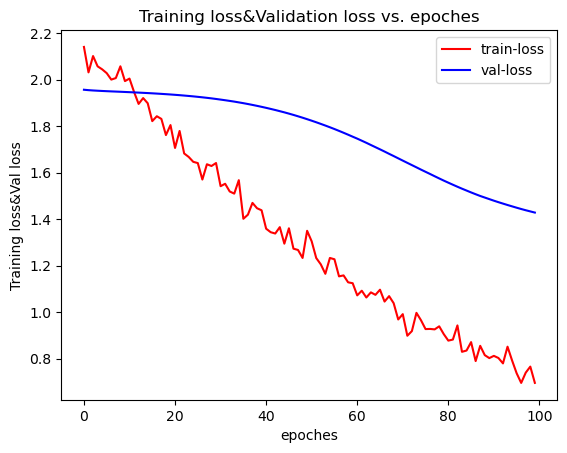 Training loss&Validation loss vs. epoches
train-loss
val-loss
Training loss&Val loss
2.2
2.0
1.8
1.6
1.4
1.2
1.0
0.8
0
20
40
60
80
100
epoches